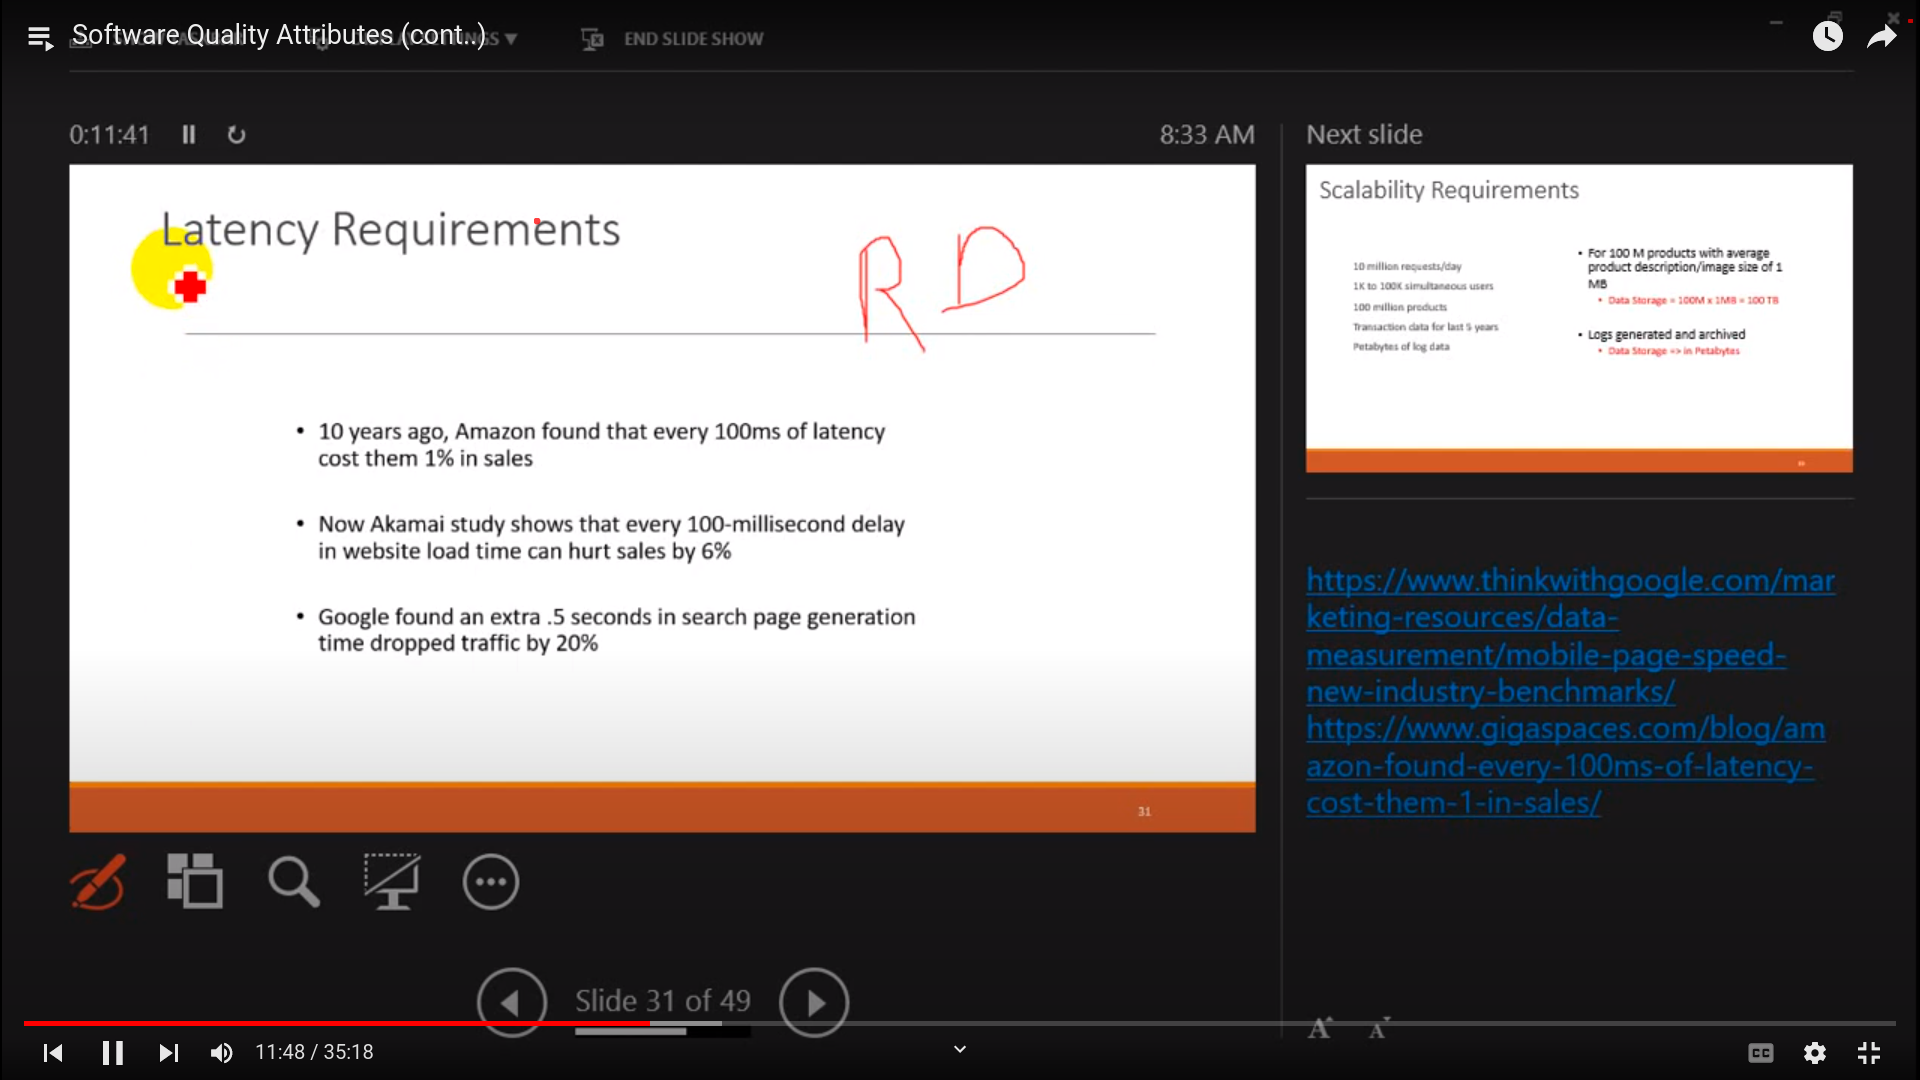 Software Quality Attributes (cont..)
END SLIDE SHOW
0:11:41
8:33 AM
Next slide
Latency Requirements
R D
• 10 years ago, Amazon found that every 100ms of latency
cost them 1% in sales
• Now Akamai study shows that every 100-millisecond delay
in website load time can hurt sales by 6%
• Google found an extra .5 seconds in search page generation
time dropped traffic by 20%
31
Scalability Requirements
10 million requests/day
1K to 100K simultaneous users
100 million products
Transaction data for last 5 years
Petabytes of log data
• For 100 M products with average
product description/image size of 1
MB
• Data Storage = 100M x 1MB = 100 TB
• Logs generated and archived
• Data Storage => in Petabytes
https://www.thinkwithgoogle.com/mar
keting-resources/data-
measurement/mobile-page-speed-
new-industry-benchmarks/
https://www.gigaspaces.com/blog/am
azon-found-every-100ms-of-latency-
cost-them-1-in-sales/
Slide 31 of 49
A A
11:48 / 35:18
CC